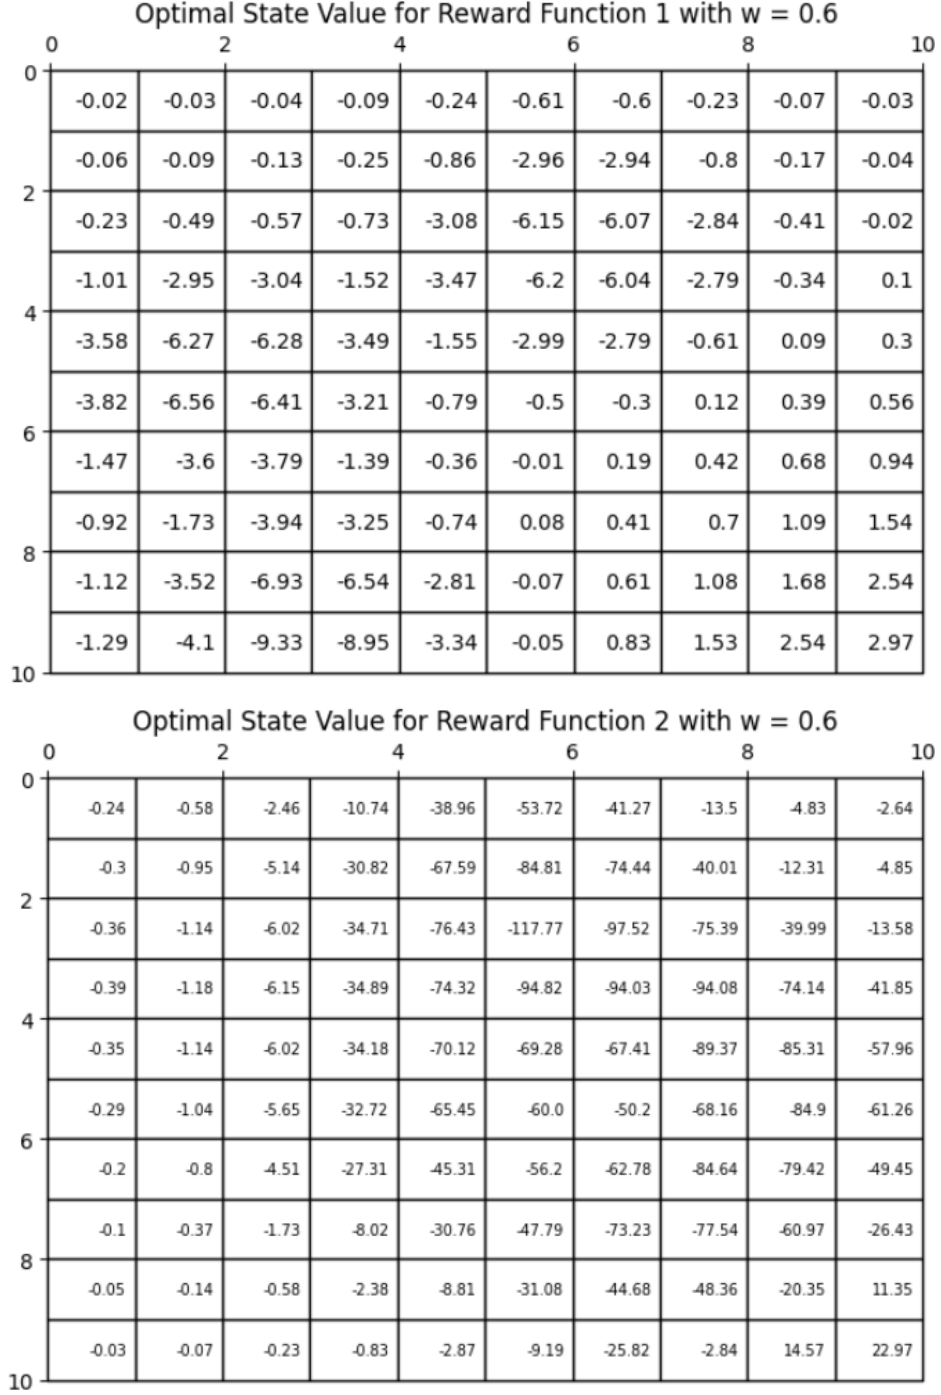 Optimal State Value for Reward Function 1 with w = 0.6
0 2 4 6 8 10
0
-0.02 -0.03 -0.04 -0.09 -0.24 -0.61 -0.6 -0.23 -0.07 -0.03
-0.06 -0.09 -0.13 -0.25 -0.86 -2.96 -2.94 -0.8 -0.17 -0.04
2
-0.23 -0.49 -0.57 -0.73 -3.08 -6.15 -6.07 -2.84 -0.41 -0.02
-1.01 -2.95 -3.04 -1.52 -3.47 -6.2 -6.04 -2.79 -0.34 0.1
4
-3.58 -6.27 -6.28 -3.49 -1.55 -2.99 -2.79 -0.61 0.09 0.3
-3.82 -6.56 -6.41 -3.21 -0.79 -0.5 -0.3 0.12 0.39 0.56
6
-1.47 -3.6 -3.79 -1.39 -0.36 -0.01 0.19 0.42 0.68 0.94
-0.92 -1.73 -3.94 -3.25 -0.74 0.08 0.41 0.7 1.09 1.54
8
-1.12 -3.52 -6.93 -6.54 -2.81 -0.07 0.61 1.08 1.68 2.54
-1.29 -4.1 -9.33 -8.95 -3.34 -0.05 0.83 1.53 2.54 2.97
10
Optimal State Value for Reward Function 2 with w = 0.6
0 2 4 6 8 10
0
-0.24 -0.58 -2.46 -10.74 -38.96 -53.72 -41.27 -13.5 -4.83 -2.64
-0.3 -0.95 -5.14 -30.82 -67.59 -84.81 -74.44 -40.01 -12.31 -4.85
2
-0.36 -1.14 -6.02 -34.71 -76.43 -117.77 -97.52 -75.39 -39.99 -13.58
-0.39 -1.18 -6.15 -34.89 -74.32 -94.82 -94.03 -94.08 -74.14 -41.85
4
-0.35 -1.14 -6.02 -34.18 -70.12 -69.28 -67.41 -89.37 -85.31 -57.96
-0.29 -1.04 -5.65 -32.72 -65.45 -60.0 -50.2 -68.16 -84.9 -61.26
6
-0.2 -0.8 -4.51 -27.31 -45.31 -56.2 -62.78 -84.64 -79.42 -49.45
-0.1 -0.37 -1.73 -8.02 -30.76 -47.79 -73.23 -77.54 -60.97 -26.43
8
-0.05 -0.14 -0.58 -2.38 -8.81 -31.08 -44.68 -48.36 -20.35 11.35
-0.03 -0.07 -0.23 -0.83 -2.87 -9.19 -25.82 -2.84 14.57 22.97
10